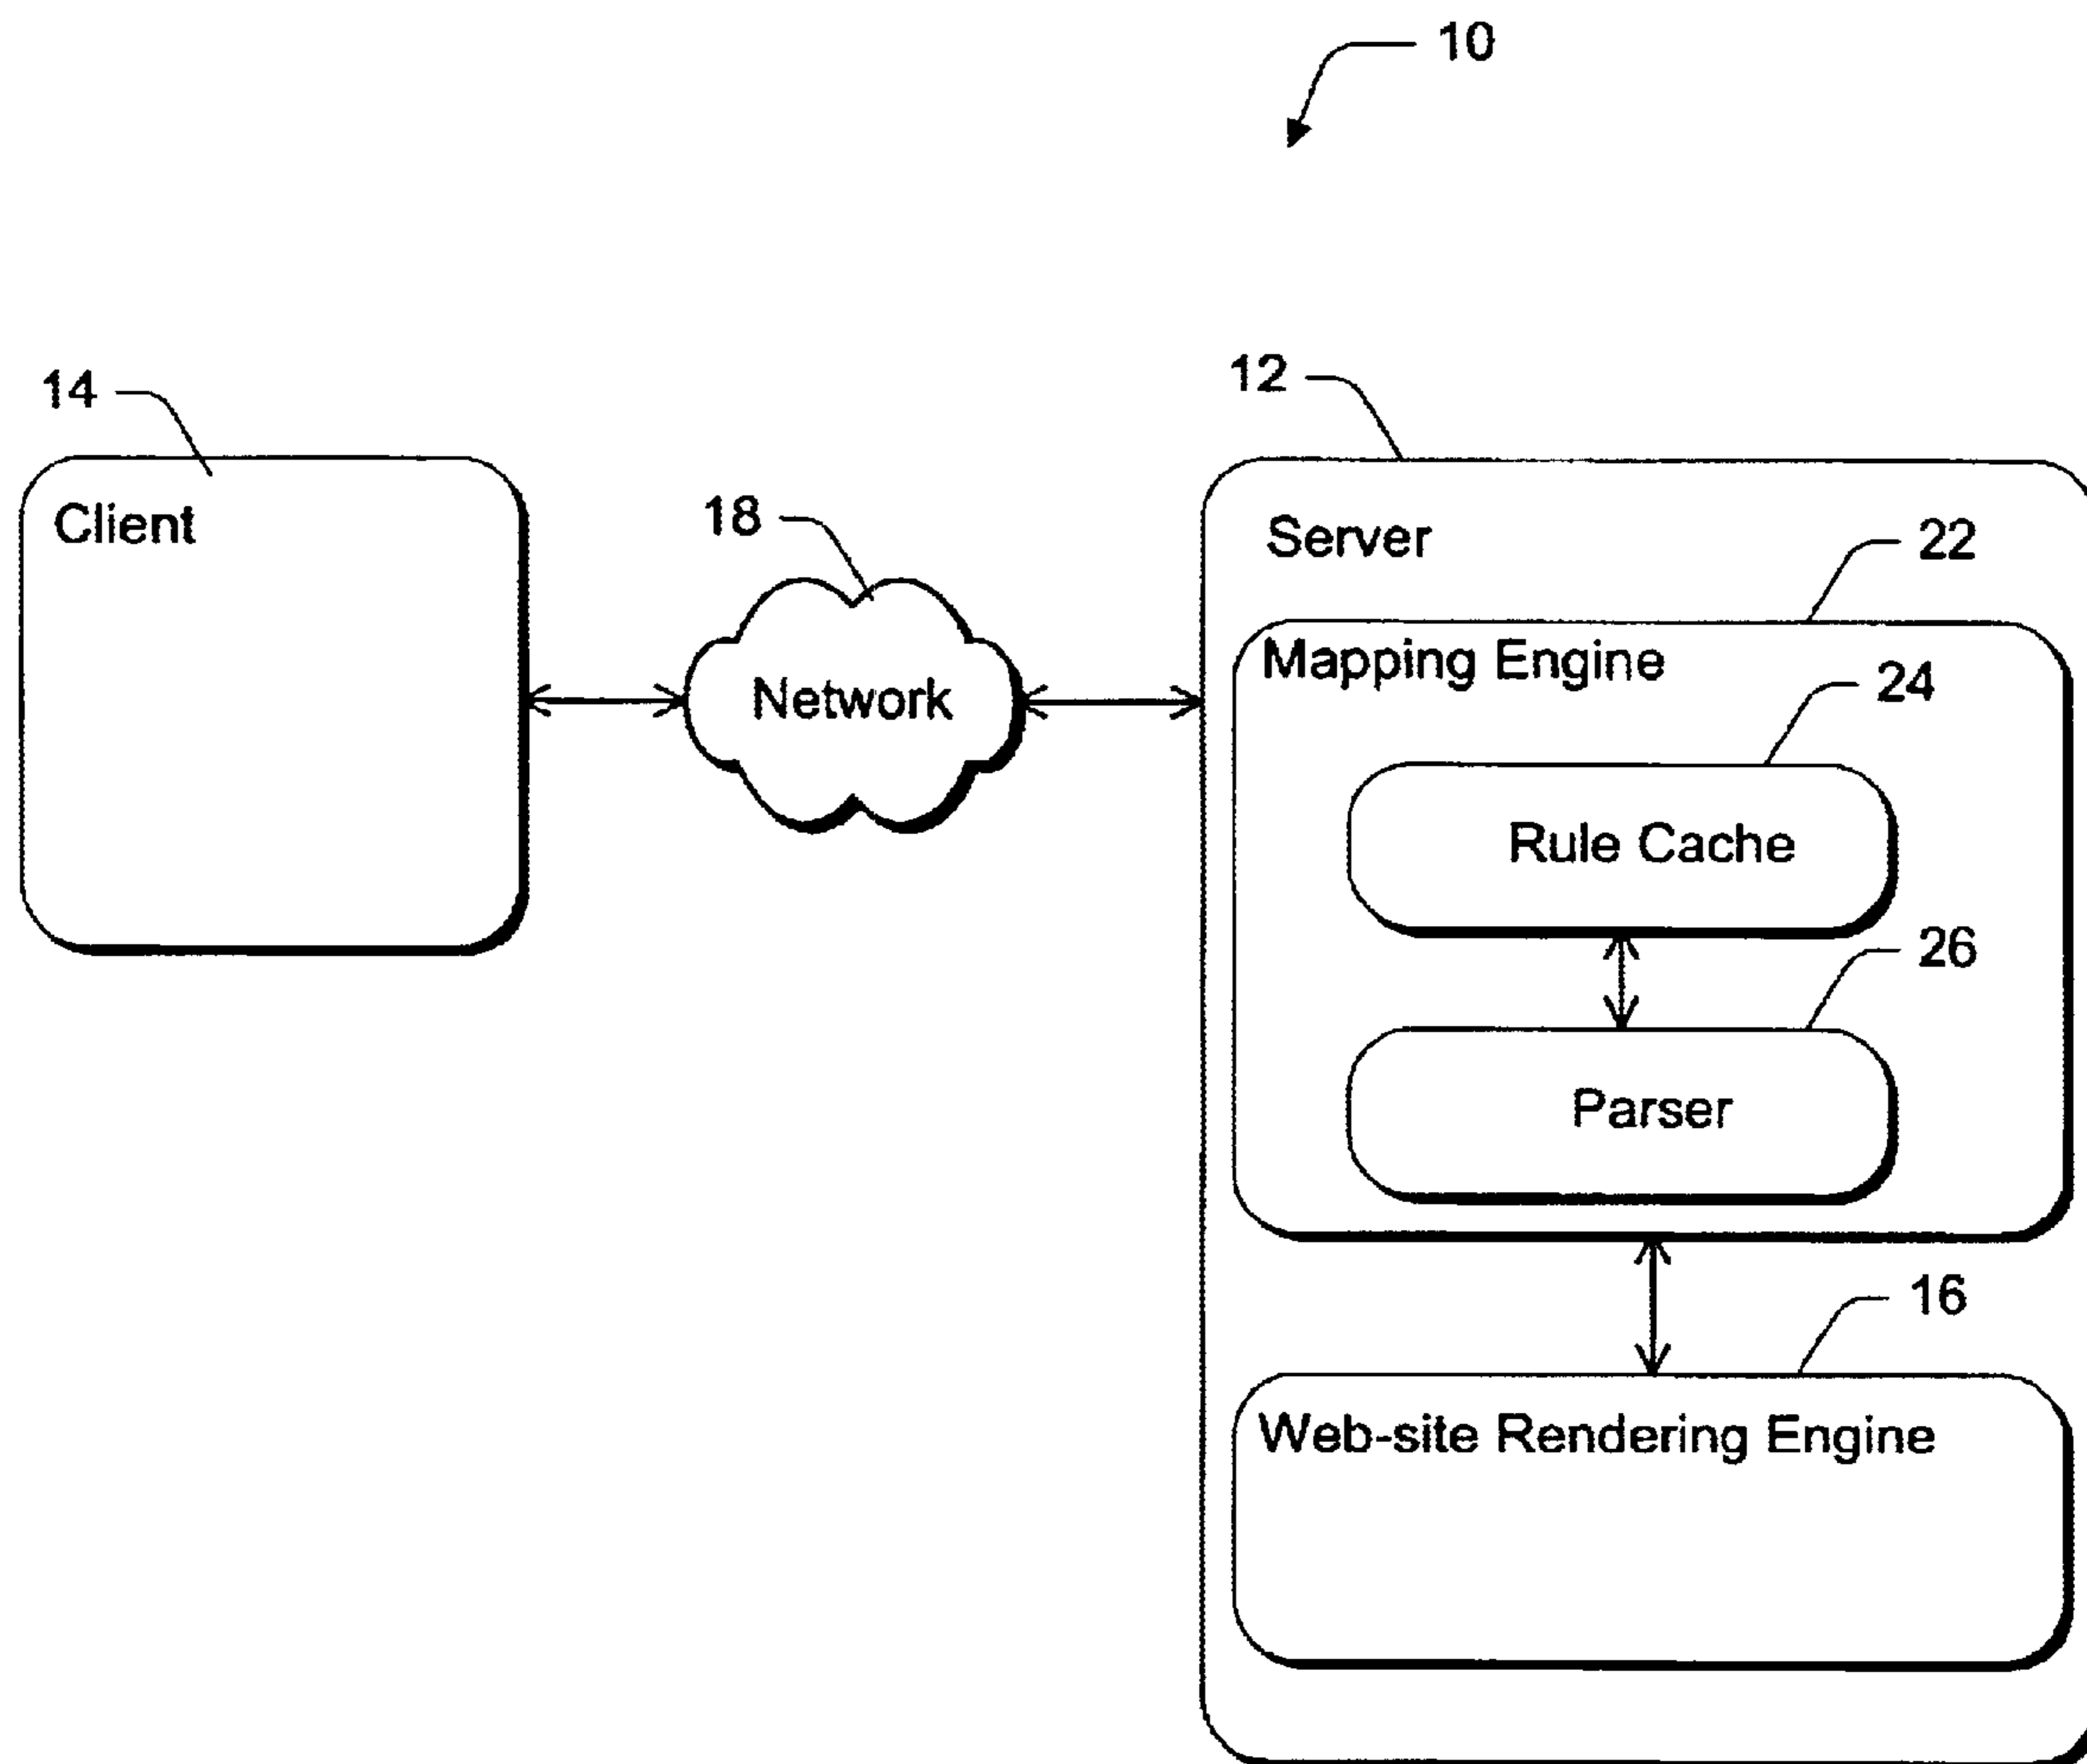 10
14
12
Client
18
Server
22
Mapping Engine
24
Network
Rule Cache
26
Parser
16
Web-site Rendering Engine